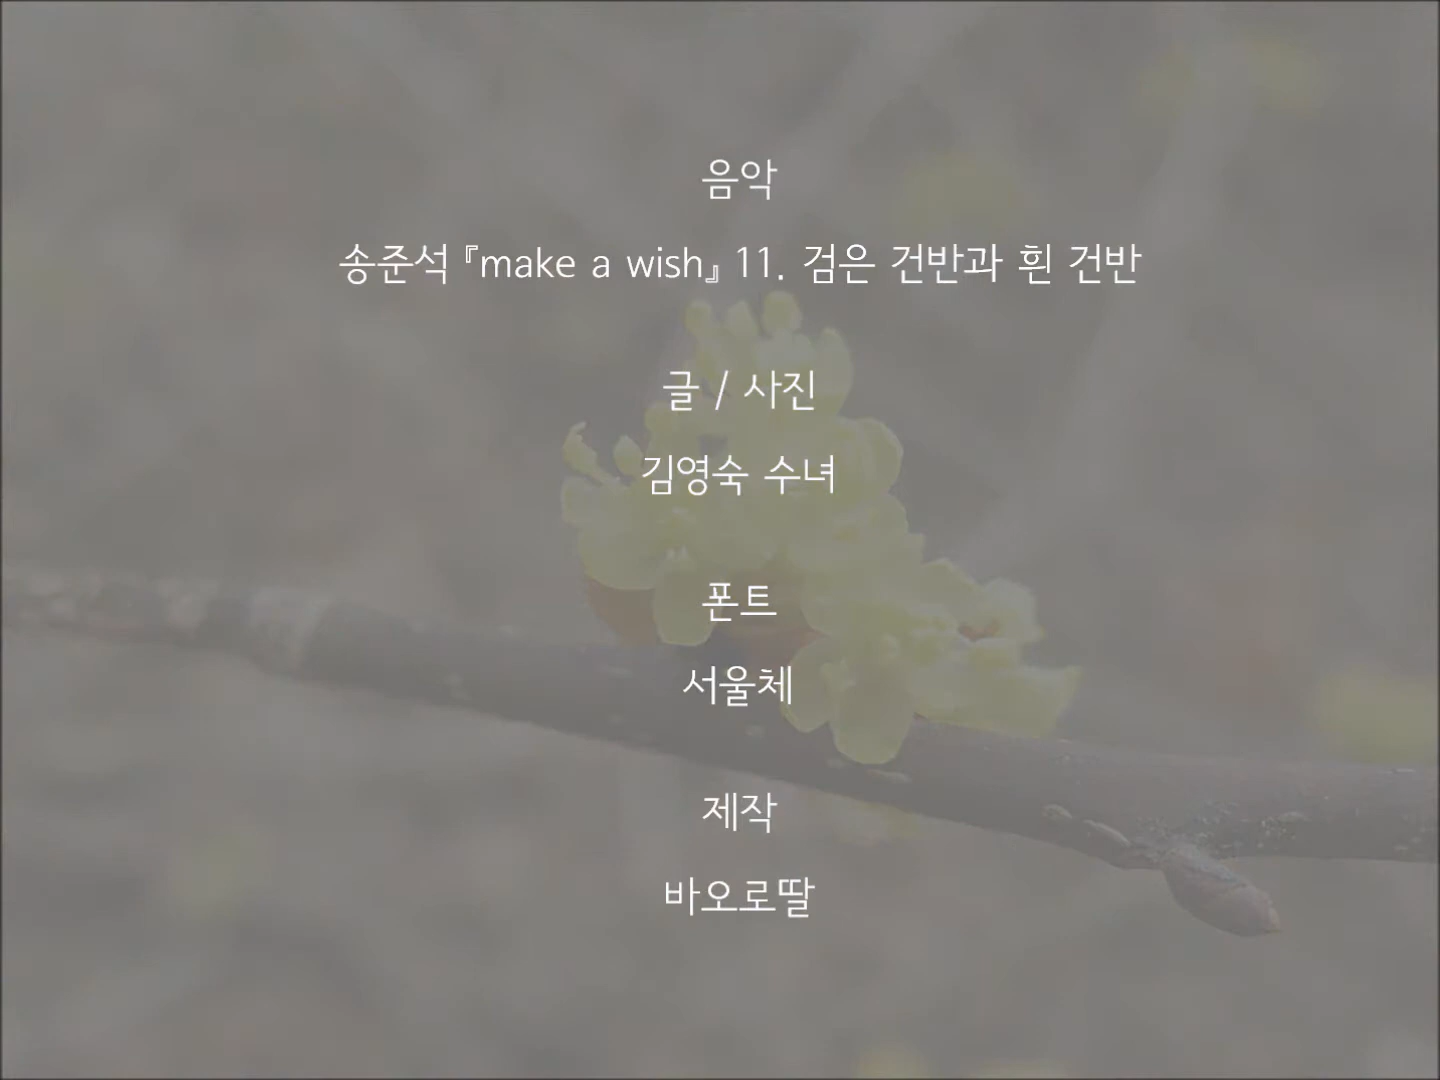 음악
송준석 『make a wish』 11. 검은 건반과 흰 건반
글 / 사진
김영숙 수녀
폰트
서울체
제작
바오로딸